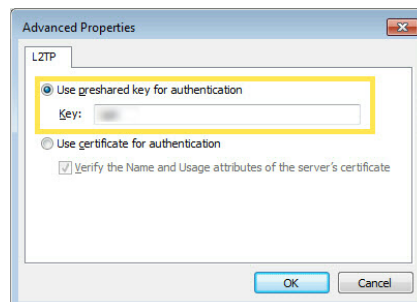 Advanced Properties
L2TP
Use preshared key for authentication
Key:
Use certificate for authentication
Verify the Name and Usage attributes of the server's certificate
OK Cancel